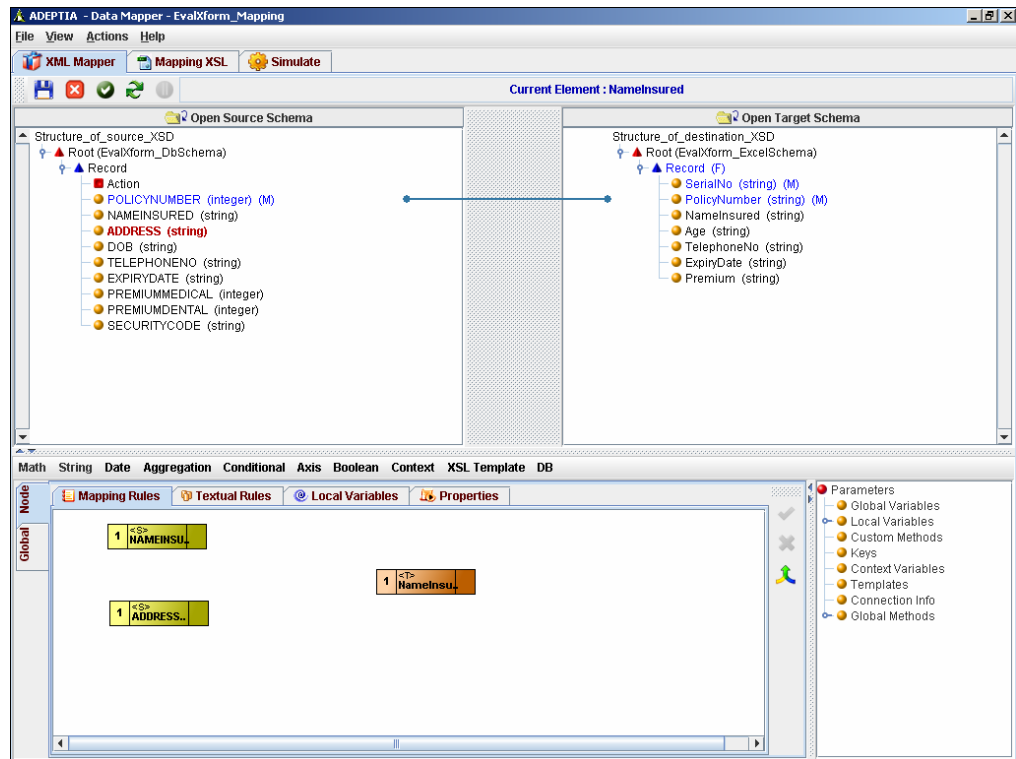 ADEPTIA - Data Mapper - EvalXform_Mapping
File View Actions Help
XML Mapper Mapping XSL Simulate
Current Element : NameInsured
Open Source Schema
Structure_of_source_XSD
Root (EvalXform_DbSchema)
Record
Action
POLICYNUMBER (integer) (M)
NAMEINSURED (string)
ADDRESS (string)
DOB (string)
TELEPHONENO (string)
EXPIRYDATE (string)
PREMIUMMEDICAL (integer)
PREMIUMDENTAL (integer)
SECURITYCODE (string)
Open Target Schema
Structure_of_destination_XSD
Root (EvalXform_ExcelSchema)
Record (F)
SerialNo (string) (M)
PolicyNumber (string) (M)
NameInsured (string)
Age (string)
TelephoneNo (string)
ExpiryDate (string)
Premium (string)
Math String Date Aggregation Conditional Axis Boolean Context XSL Template DB
Node
Global
Mapping Rules Textual Rules Local Variables Properties
1 <S> NAMEINSU..
1 <T> NameInsu..
1 <S> ADDRESS..
Parameters
Global Variables
Local Variables
Custom Methods
Keys
Context Variables
Templates
Connection Info
Global Methods